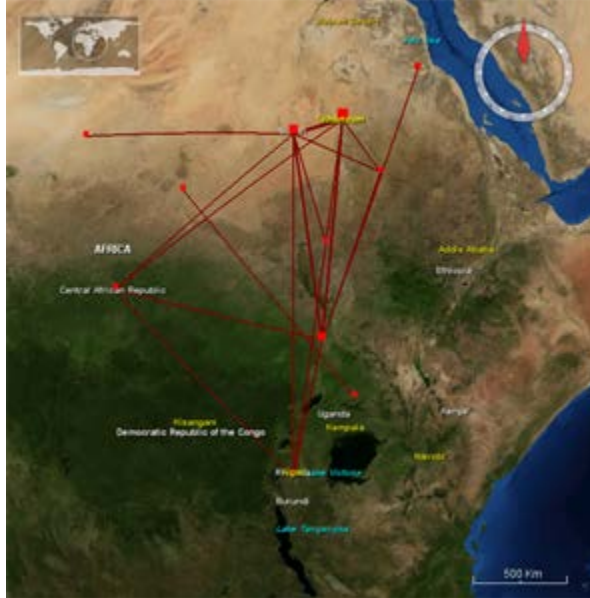 AFRICA
Addis Ababa
Ethiopia
Central African Republic
Uganda
Kampala
Kenya
Kisangani
Democratic Republic of the Congo
Nairobi
Burundi
Lake Tanganyika
500 Km